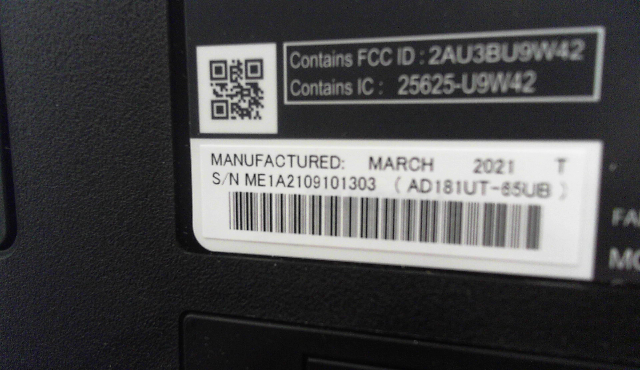 Contains FCC ID : 2AU3BU9W42
Contains IC : 25625-U9W42
MANUFACTURED: MARCH 2021 T
S/N ME1A2109101303 ( AD181UT-65UB )